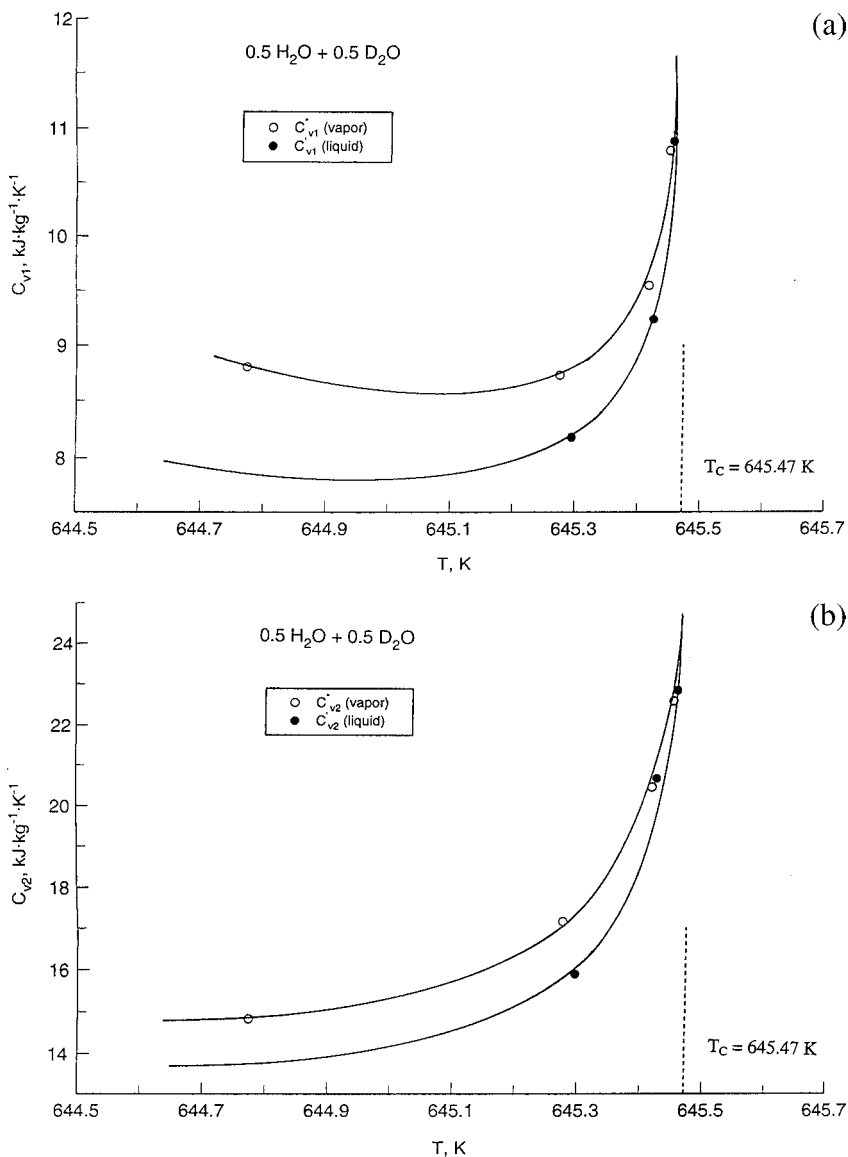 (a)
0.5 H₂O + 0.5 D₂O
○ C″v1 (vapor)
● C′v1 (liquid)
Cv1, kJ·kg⁻¹·K⁻¹
12
11
10
9
8
TC = 645.47 K
644.5 644.7 644.9 645.1 645.3 645.5 645.7
T, K
(b)
0.5 H₂O + 0.5 D₂O
○ C″v2 (vapor)
● C′v2 (liquid)
Cv2, kJ·kg⁻¹·K⁻¹
24
22
20
18
16
14
TC = 645.47 K
644.5 644.7 644.9 645.1 645.3 645.5 645.7
T, K